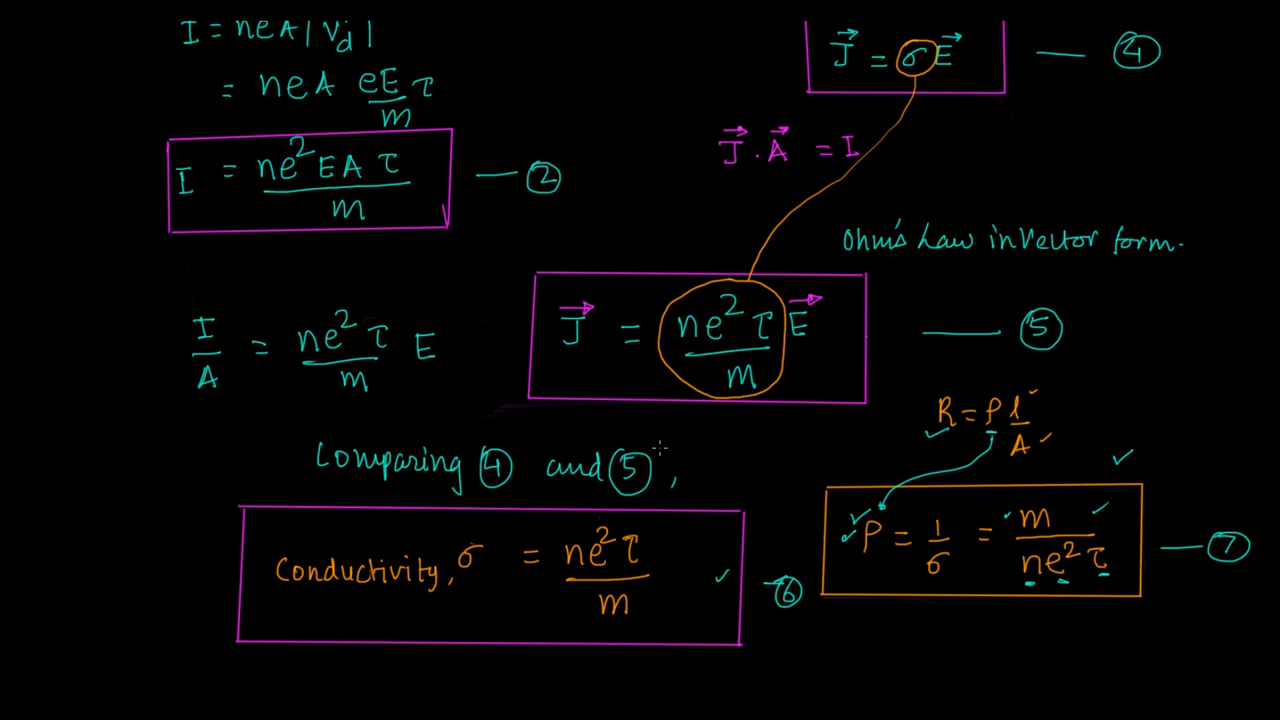 I = neA|V_d|
= neA eE/m τ
I = ne²EAτ/m — ②
I/A = ne²τ/m E
J⃗ = σE⃗ — ④
J⃗ . A⃗ = I
Ohm's Law in Vector form.
J⃗ = ne²τ/m E⃗ — ⑤
Comparing ④ and ⑤,
Conductivity, σ = ne²τ/m — ⑥
R = ρ l/A
ρ = 1/σ = m/ne²τ — ⑦